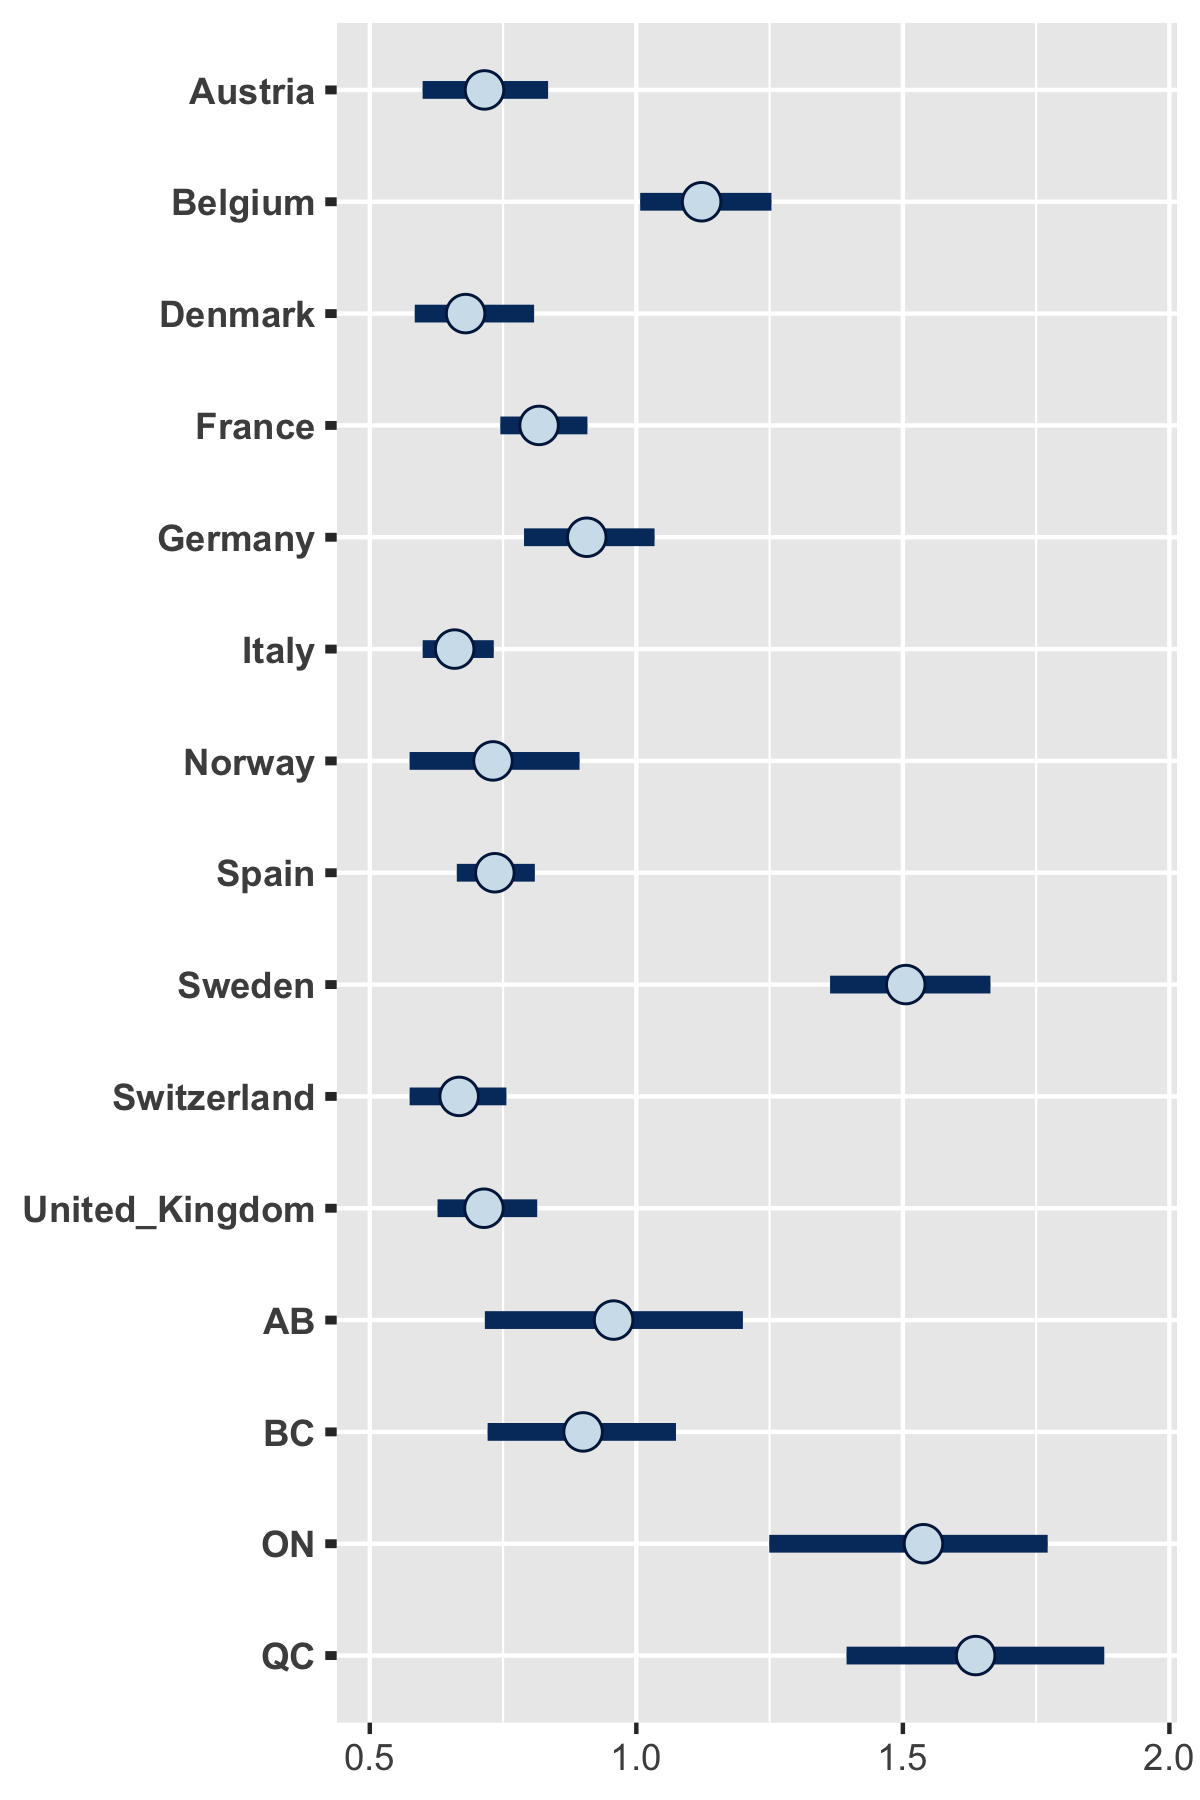 Austria
Belgium
Denmark
France
Germany
Italy
Norway
Spain
Sweden
Switzerland
United_Kingdom
AB
BC
ON
QC
0.5 1.0 1.5 2.0